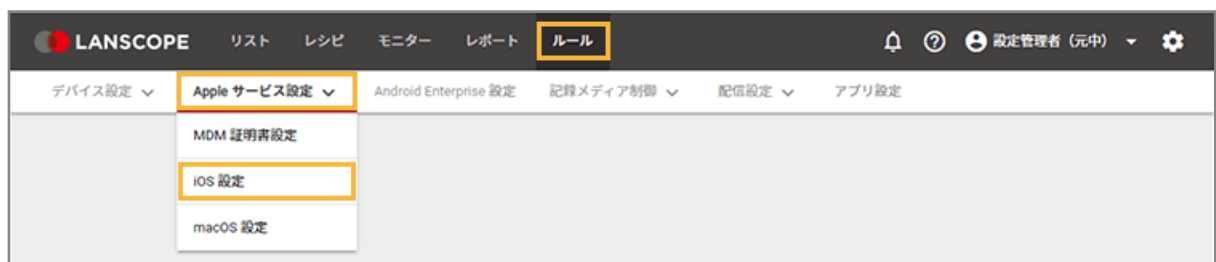 LANSCOPE リスト レシピ モニター レポート ルール 設定管理者 (元中)
デバイス設定 Apple サービス設定 Android Enterprise 設定 記録メディア制御 配信設定 アプリ設定
MDM 証明書設定
iOS 設定
macOS 設定